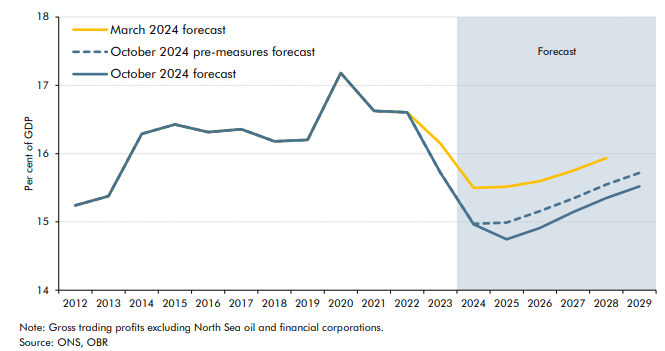 18
March 2024 forecast
October 2024 pre-measures forecast
Forecast
October 2024 forecast
17
Per cent of GDP
16
15
14
2012 2013 2014 2015 2016 2017 2018 2019 2020 2021 2022 2023 2024 2025 2026 2027 2028 2029
Note: Gross trading profits excluding North Sea oil and financial corporations.
Source: ONS, OBR